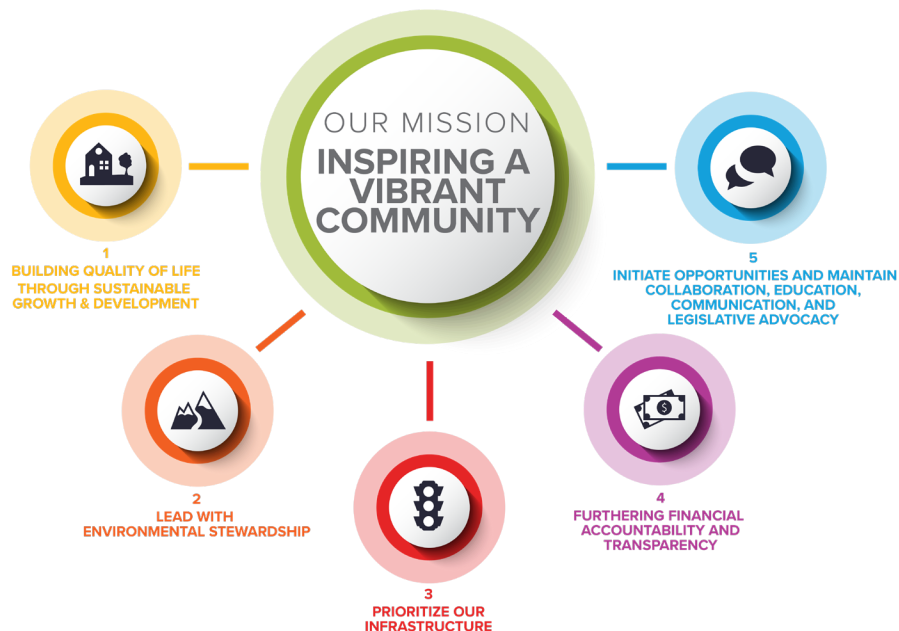 OUR MISSION
INSPIRING A
VIBRANT
COMMUNITY
1
BUILDING QUALITY OF LIFE
THROUGH SUSTAINABLE
GROWTH & DEVELOPMENT
2
LEAD WITH
ENVIRONMENTAL STEWARDSHIP
3
PRIORITIZE OUR
INFRASTRUCTURE
4
FURTHERING FINANCIAL
ACCOUNTABILITY AND
TRANSPARENCY
5
INITIATE OPPORTUNITIES AND MAINTAIN
COLLABORATION, EDUCATION,
COMMUNICATION, AND
LEGISLATIVE ADVOCACY
$